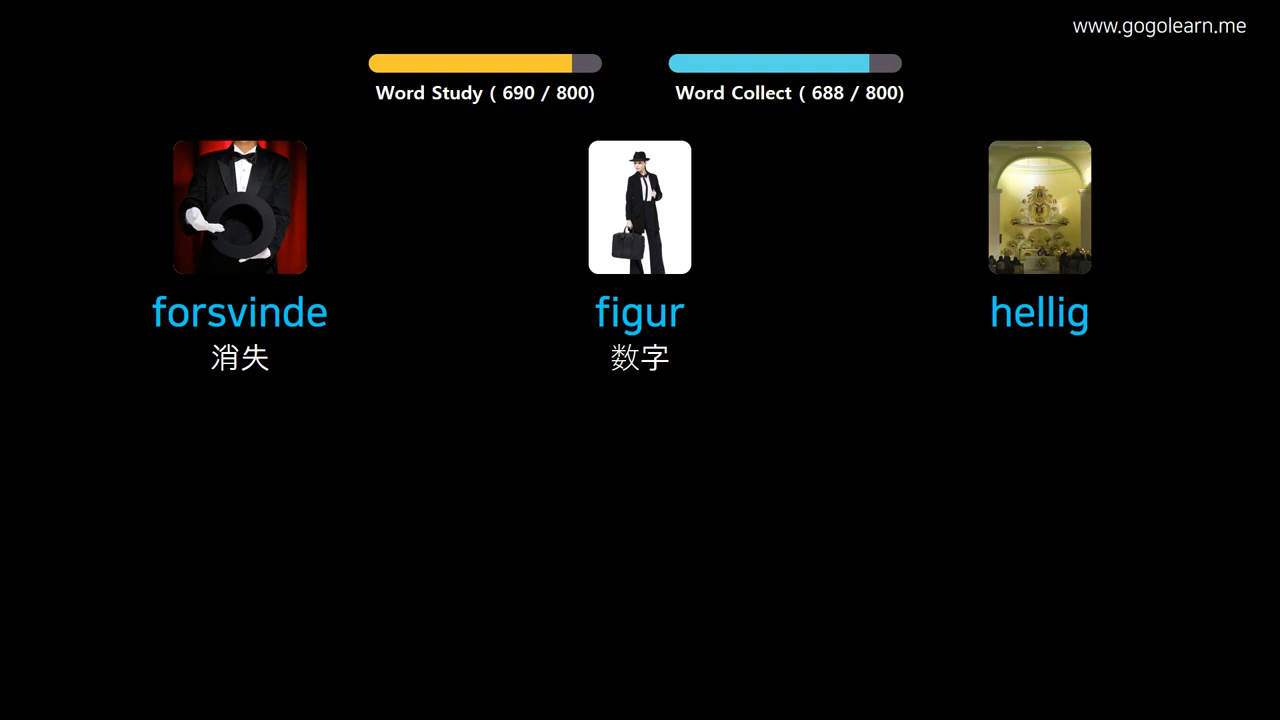 www.gogolearn.me
Word Study ( 690 / 800)
Word Collect ( 688 / 800)
forsvinde
figur
hellig
消失
数字